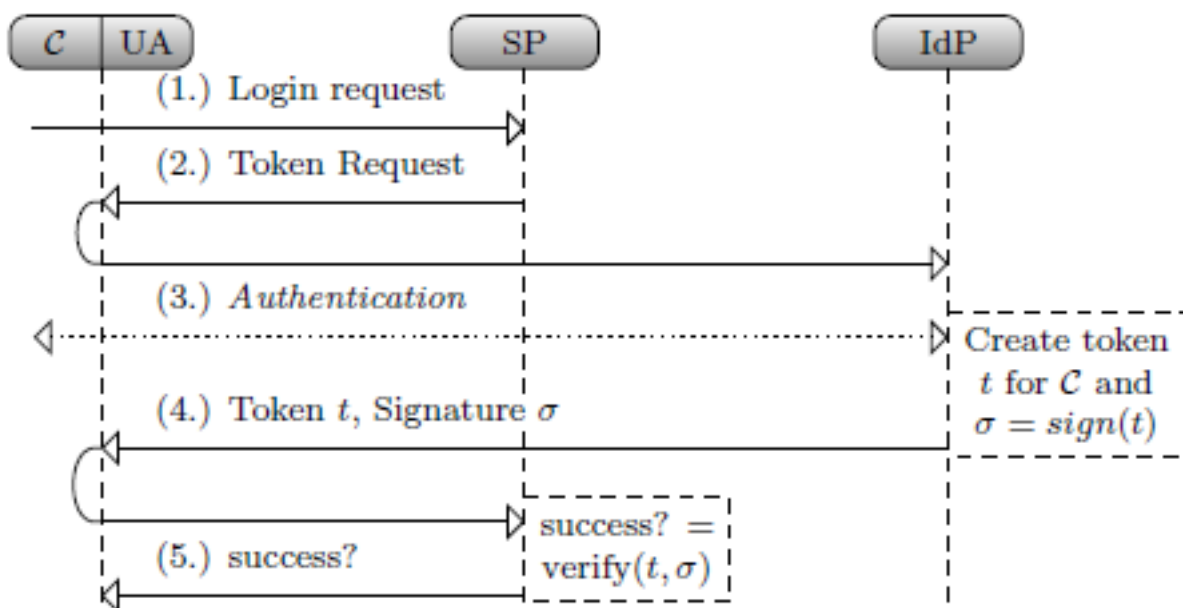 𝒞 UA SP IdP
(1.) Login request
(2.) Token Request
(3.) Authentication
Create token
t for 𝒞 and
σ = sign(t)
(4.) Token t, Signature σ
success? =
verify(t, σ)
(5.) success?